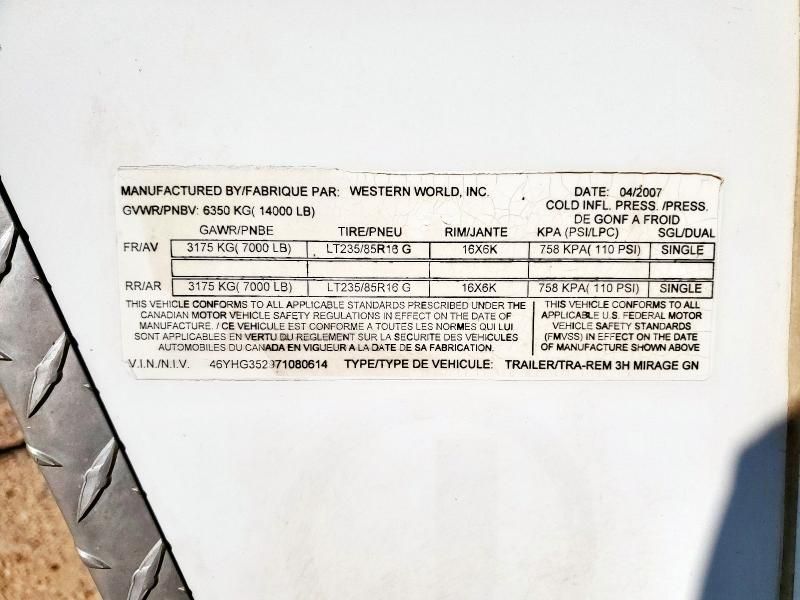 MANUFACTURED BY/FABRIQUE PAR: WESTERN WORLD, INC. DATE: 04/2007
GVWR/PNBV: 6350 KG( 14000 LB) COLD INFL. PRESS. /PRESS.
DE GONF A FROID
GAWR/PNBE TIRE/PNEU RIM/JANTE KPA (PSI/LPC) SGL/DUAL
FR/AV 3175 KG( 7000 LB) LT235/85R16 G 16X6K 758 KPA( 110 PSI) SINGLE
RR/AR 3175 KG( 7000 LB) LT235/85R16 G 16X6K 758 KPA( 110 PSI) SINGLE
THIS VEHICLE CONFORMS TO ALL APPLICABLE STANDARDS PRESCRIBED UNDER THE
CANADIAN MOTOR VEHICLE SAFETY REGULATIONS IN EFFECT ON THE DATE OF
MANUFACTURE. / CE VEHICULE EST CONFORME A TOUTES LES NORMES QUI LUI
SONT APPLICABLES EN VERTU DU REGLEMENT SUR LA SECURITE DES VEHICULES
AUTOMOBILES DU CANADA EN VIGUEUR A LA DATE DE SA FABRICATION.
THIS VEHICLE CONFORMS TO ALL
APPLICABLE U.S. FEDERAL MOTOR
VEHICLE SAFETY STANDARDS
(FMVSS) IN EFFECT ON THE DATE
OF MANUFACTURE SHOWN ABOVE
V.I.N./N.I.V. TYPE/TYPE DE VEHICULE: TRAILER/TRA-REM 3H MIRAGE GN